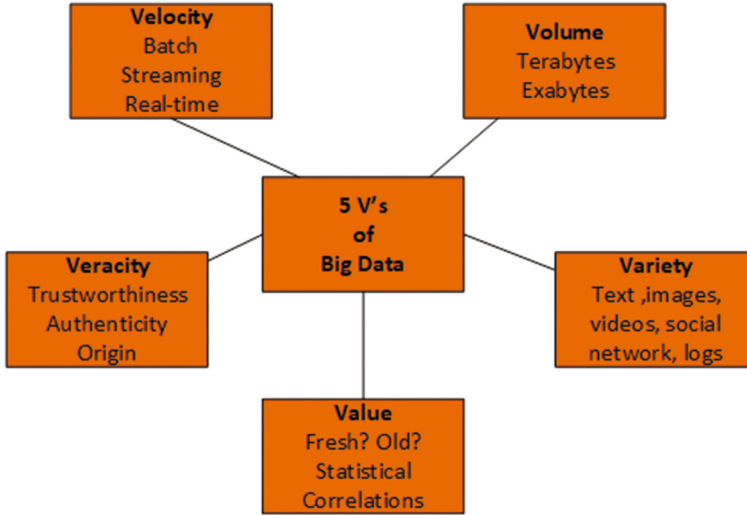 Velocity
Batch
Streaming
Real-time
Volume
Terabytes
Exabytes
5 V’s
of
Big Data
Veracity
Trustworthiness
Authenticity
Origin
Variety
Text ,images,
videos, social
network, logs
Value
Fresh? Old?
Statistical
Correlations